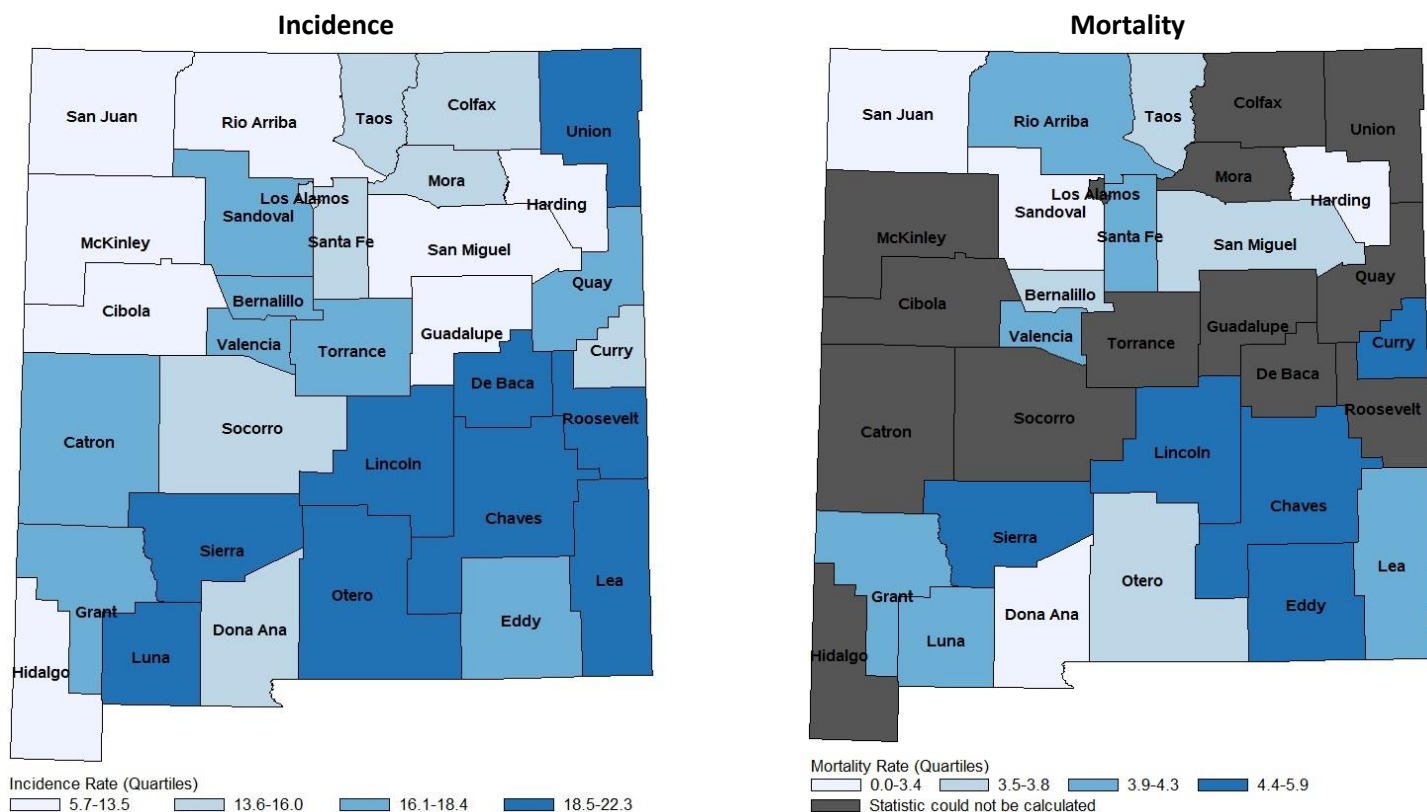 Incidence
San Juan
Rio Arriba
Taos
Colfax
Union
Mora
Los Alamos
Harding
Sandoval
McKinley
Santa Fe
San Miguel
Quay
Bernalillo
Cibola
Guadalupe
Valencia
Torrance
Curry
De Baca
Roosevelt
Socorro
Catron
Lincoln
Chaves
Sierra
Lea
Otero
Grant
Eddy
Dona Ana
Luna
Hidalgo
Incidence Rate (Quartiles)
5.7-13.5 13.6-16.0 16.1-18.4 18.5-22.3
Mortality
San Juan
Rio Arriba
Taos
Colfax
Union
Mora
Los Alamos
Harding
Sandoval
Santa Fe
McKinley
San Miguel
Quay
Bernalillo
Cibola
Guadalupe
Valencia
Torrance
Curry
De Baca
Roosevelt
Socorro
Catron
Lincoln
Chaves
Sierra
Lea
Otero
Grant
Eddy
Dona Ana
Luna
Hidalgo
Mortality Rate (Quartiles)
0.0-3.4 3.5-3.8 3.9-4.3 4.4-5.9
Statistic could not be calculated